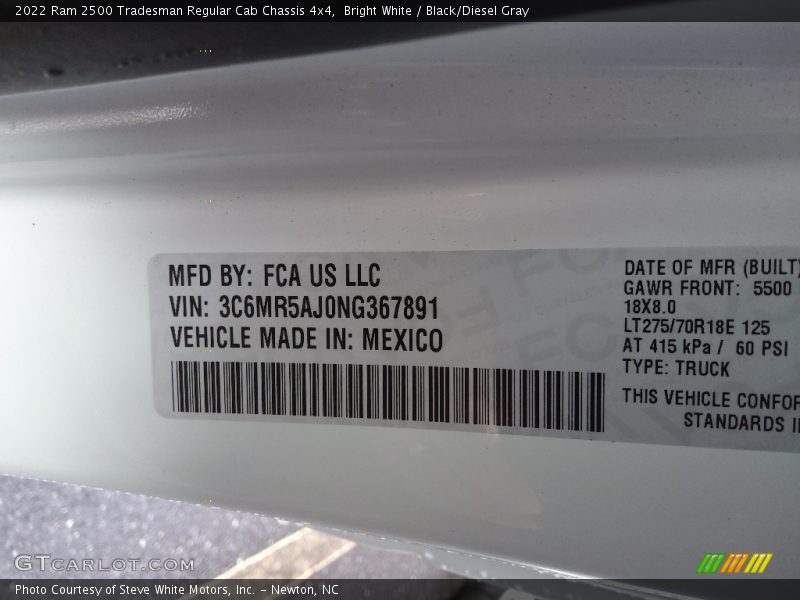 2022 Ram 2500 Tradesman Regular Cab Chassis 4x4, Bright White / Black/Diesel Gray
MFD BY: FCA US LLC
VIN: 3C6MR5AJ0NG367891
VEHICLE MADE IN: MEXICO
DATE OF MFR (BUILT)
GAWR FRONT: 5500
18X8.0
LT275/70R18E 125
AT 415 kPa / 60 PSI
TYPE: TRUCK
THIS VEHICLE CONFOR
STANDARDS
GTCARLOT.COM
Photo Courtesy of Steve White Motors, Inc. – Newton, NC